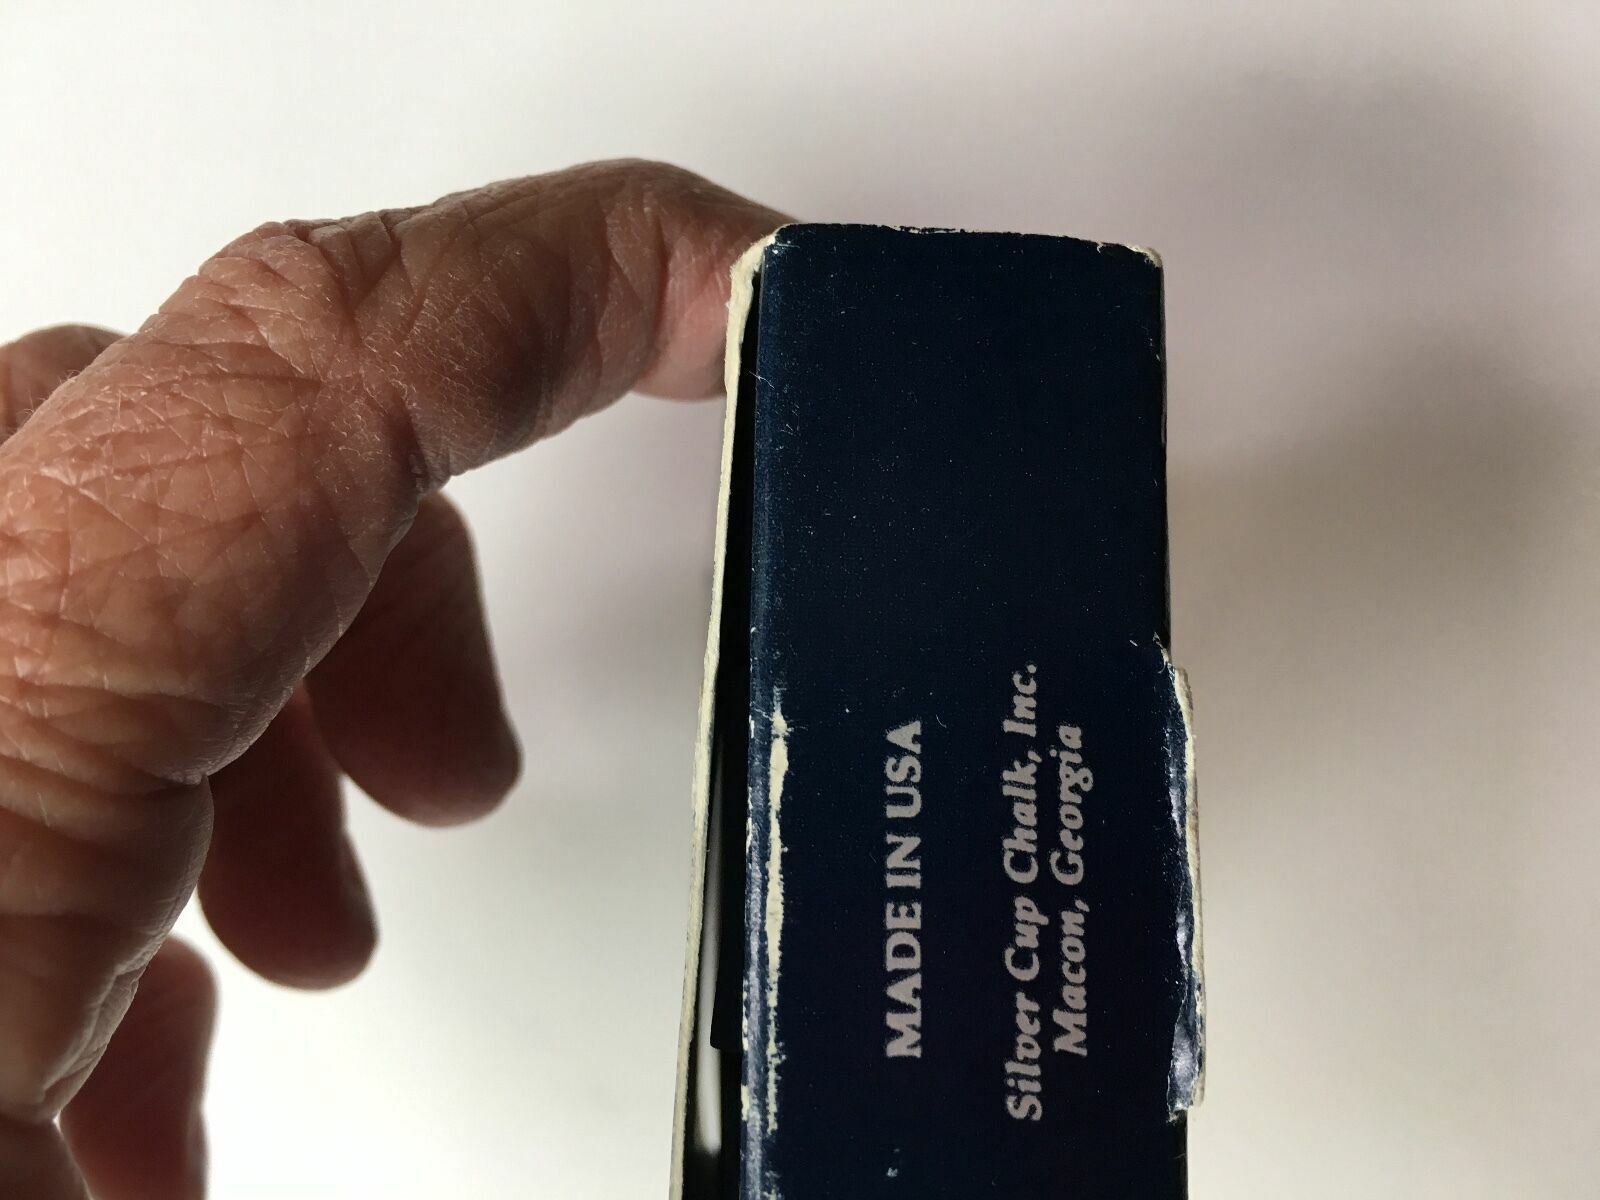 MADE IN USA
Silver Cup Chalk, Inc.
Macon, Georgia